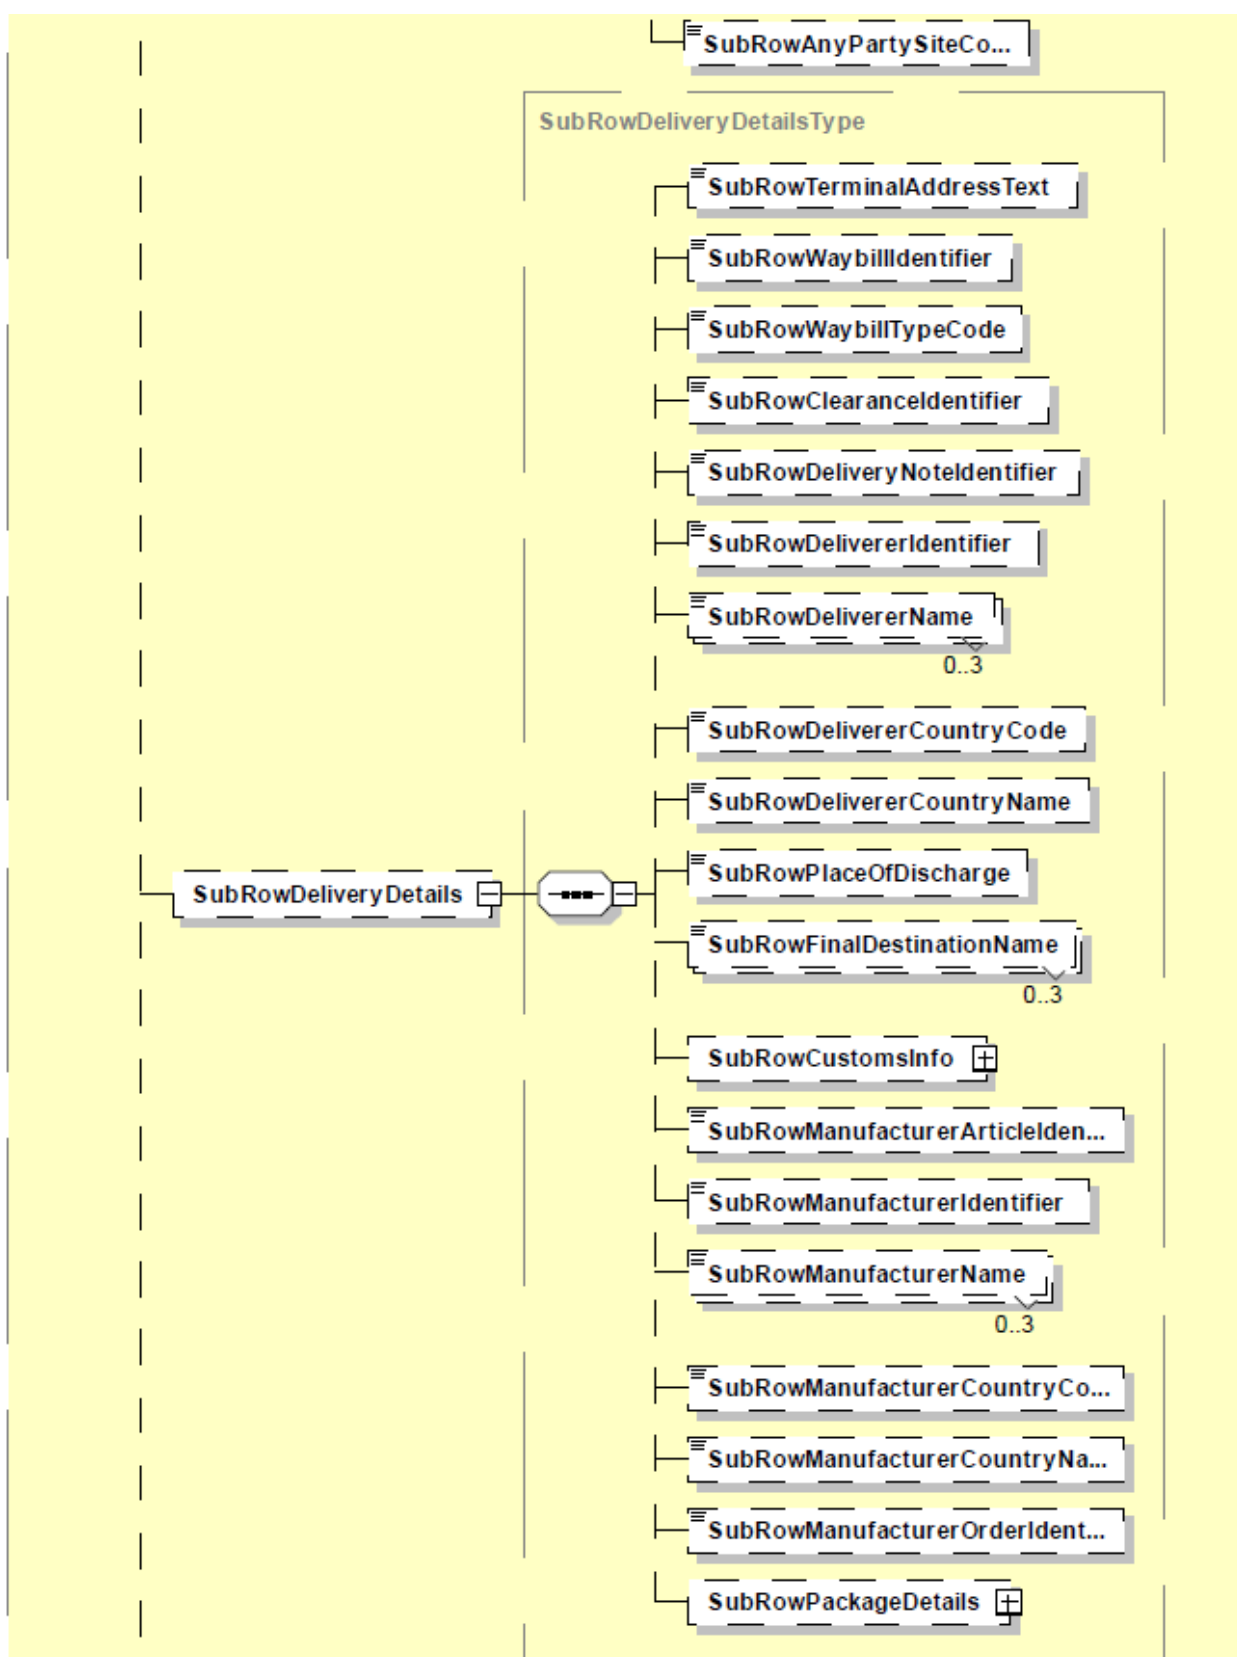 SubRowAnyPartySiteCo...
SubRowDeliveryDetailsType
SubRowTerminalAddressText
SubRowWaybillIdentifier
SubRowWaybillTypeCode
SubRowClearanceIdentifier
SubRowDeliveryNoteIdentifier
SubRowDelivererIdentifier
SubRowDelivererName
0..3
SubRowDelivererCountryCode
SubRowDelivererCountryName
SubRowPlaceOfDischarge
SubRowDeliveryDetails
SubRowFinalDestinationName
0..3
SubRowCustomsInfo
SubRowManufacturerArticleIden...
SubRowManufacturerIdentifier
SubRowManufacturerName
0..3
SubRowManufacturerCountryCo...
SubRowManufacturerCountryNa...
SubRowManufacturerOrderIdent...
SubRowPackageDetails